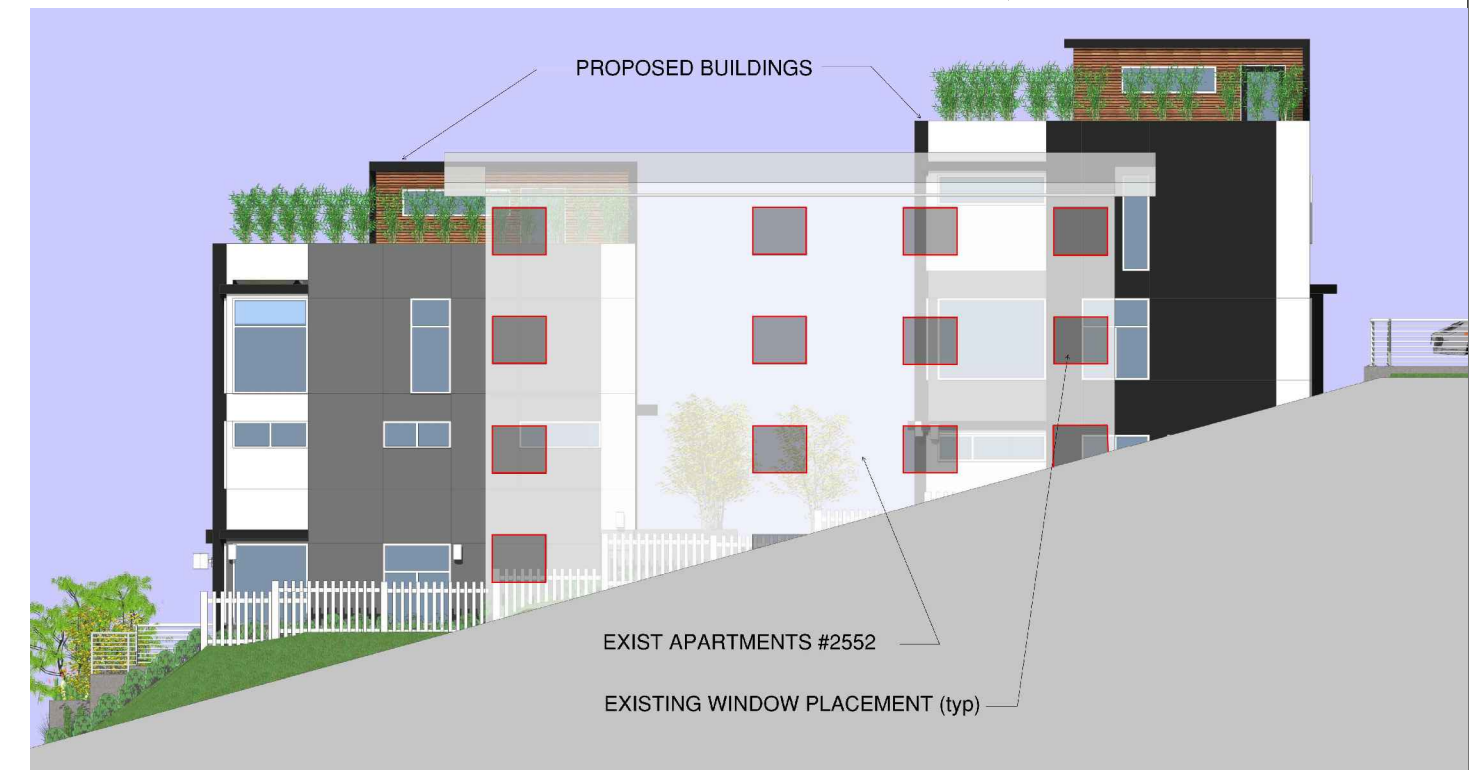 PROPOSED BUILDINGS
EXIST APARTMENTS #2552
EXISTING WINDOW PLACEMENT (typ)